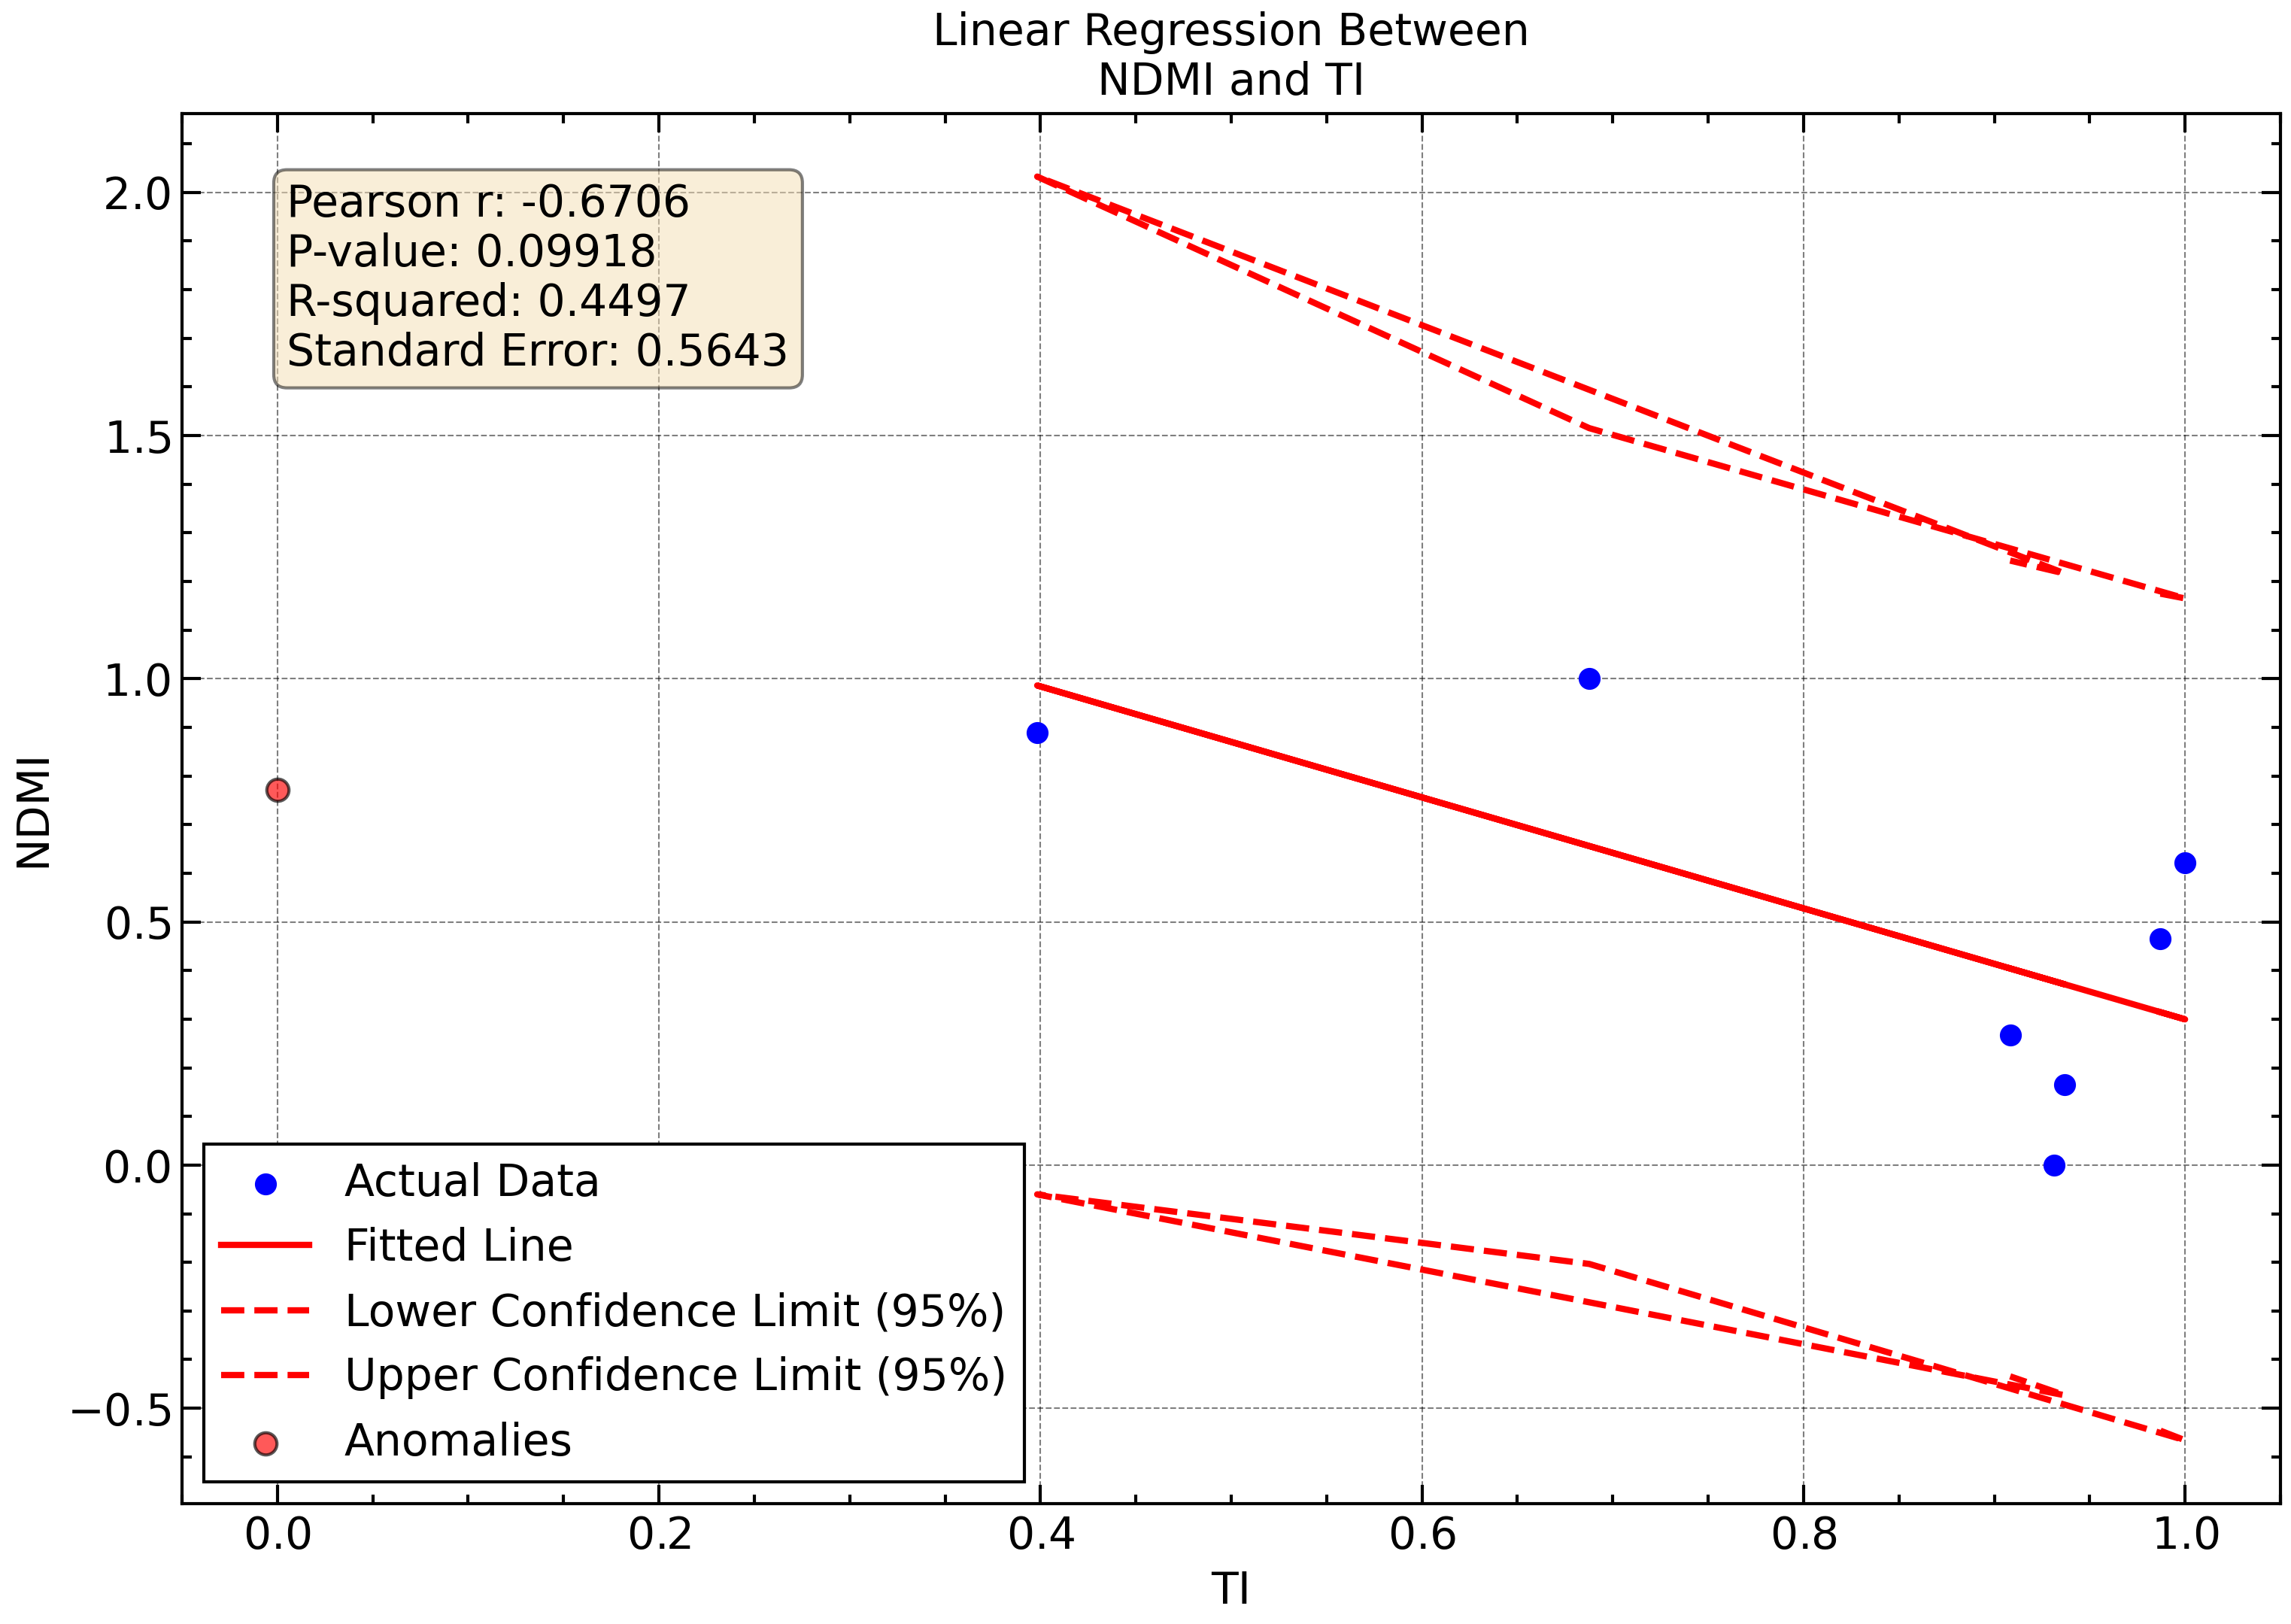 Linear Regression Between
NDMI and TI
Pearson r: -0.6706
P-value: 0.09918
R-squared: 0.4497
Standard Error: 0.5643
NDMI
2.0
1.5
1.0
0.5
0.0
−0.5
Actual Data
Fitted Line
Lower Confidence Limit (95%)
Upper Confidence Limit (95%)
Anomalies
0.0 0.2 0.4 0.6 0.8 1.0
TI